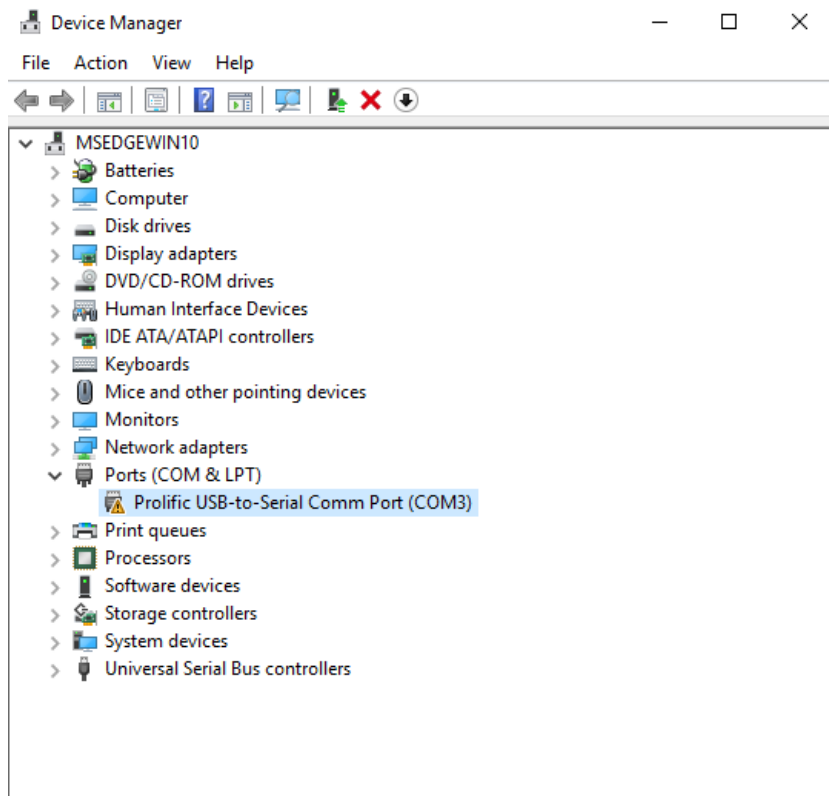 Device Manager
File Action View Help
MSEDGEWIN10
Batteries
Computer
Disk drives
Display adapters
DVD/CD-ROM drives
Human Interface Devices
IDE ATA/ATAPI controllers
Keyboards
Mice and other pointing devices
Monitors
Network adapters
Ports (COM & LPT)
Prolific USB-to-Serial Comm Port (COM3)
Print queues
Processors
Software devices
Storage controllers
System devices
Universal Serial Bus controllers